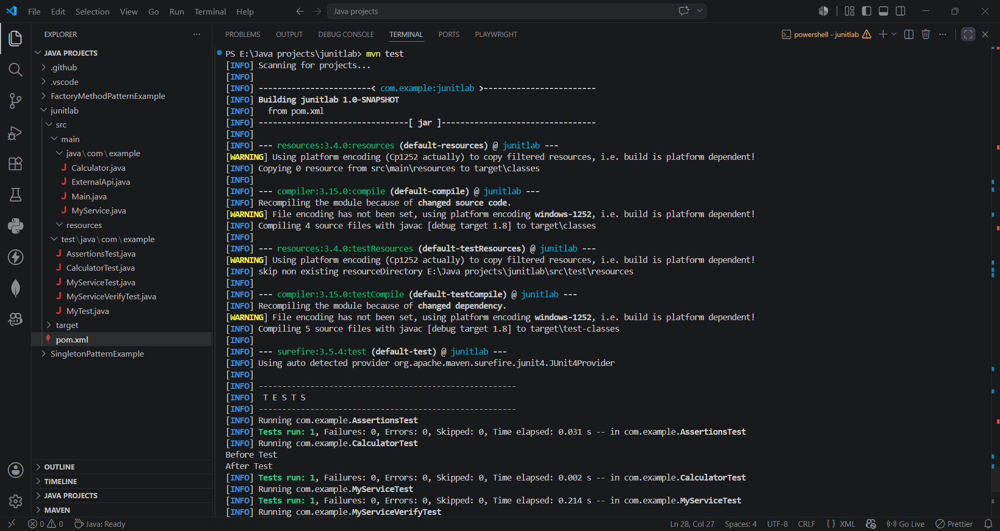 File Edit Selection View Go Run Terminal Help
Java projects
EXPLORER
JAVA PROJECTS
.github
.vscode
FactoryMethodPatternExample
junitlab
src
main
java\com\example
Calculator.java
ExternalApi.java
Main.java
MyService.java
resources
test\java\com\example
AssertionsTest.java
CalculatorTest.java
MyServiceTest.java
MyServiceVerifyTest.java
MyTest.java
target
pom.xml
SingletonPatternExample
OUTLINE
TIMELINE
JAVA PROJECTS
MAVEN
PROBLEMS OUTPUT DEBUG CONSOLE TERMINAL PORTS PLAYWRIGHT
powershell - junitlab
PS E:\Java projects\junitlab> mvn test
[INFO] Scanning for projects...
[INFO]
[INFO] ------------------------< com.example:junitlab >------------------------
[INFO] Building junitlab 1.0-SNAPSHOT
[INFO]   from pom.xml
[INFO] --------------------------------[ jar ]---------------------------------
[INFO]
[INFO] --- resources:3.4.0:resources (default-resources) @ junitlab ---
[WARNING] Using platform encoding (Cp1252 actually) to copy filtered resources, i.e. build is platform dependent!
[INFO] Copying 0 resource from src\main\resources to target\classes
[INFO]
[INFO] --- compiler:3.15.0:compile (default-compile) @ junitlab ---
[INFO] Recompiling the module because of changed source code.
[WARNING] File encoding has not been set, using platform encoding windows-1252, i.e. build is platform dependent!
[INFO] Compiling 4 source files with javac [debug target 1.8] to target\classes
[INFO]
[INFO] --- resources:3.4.0:testResources (default-testResources) @ junitlab ---
[WARNING] Using platform encoding (Cp1252 actually) to copy filtered resources, i.e. build is platform dependent!
[INFO] skip non existing resourceDirectory E:\Java projects\junitlab\src\test\resources
[INFO]
[INFO] --- compiler:3.15.0:testCompile (default-testCompile) @ junitlab ---
[INFO] Recompiling the module because of changed dependency.
[WARNING] File encoding has not been set, using platform encoding windows-1252, i.e. build is platform dependent!
[INFO] Compiling 5 source files with javac [debug target 1.8] to target\test-classes
[INFO]
[INFO] --- surefire:3.5.4:test (default-test) @ junitlab ---
[INFO] Using auto detected provider org.apache.maven.surefire.junit4.JUnit4Provider
[INFO]
[INFO] -------------------------------------------------------
[INFO]  T E S T S
[INFO] -------------------------------------------------------
[INFO] Running com.example.AssertionsTest
[INFO] Tests run: 1, Failures: 0, Errors: 0, Skipped: 0, Time elapsed: 0.031 s -- in com.example.AssertionsTest
[INFO] Running com.example.CalculatorTest
Before Test
After Test
[INFO] Tests run: 1, Failures: 0, Errors: 0, Skipped: 0, Time elapsed: 0.002 s -- in com.example.CalculatorTest
[INFO] Running com.example.MyServiceTest
[INFO] Tests run: 1, Failures: 0, Errors: 0, Skipped: 0, Time elapsed: 0.214 s -- in com.example.MyServiceTest
[INFO] Running com.example.MyServiceVerifyTest
0 0 Java: Ready Ln 28, Col 27 Spaces: 4 UTF-8 CRLF {} XML Go Live Prettier